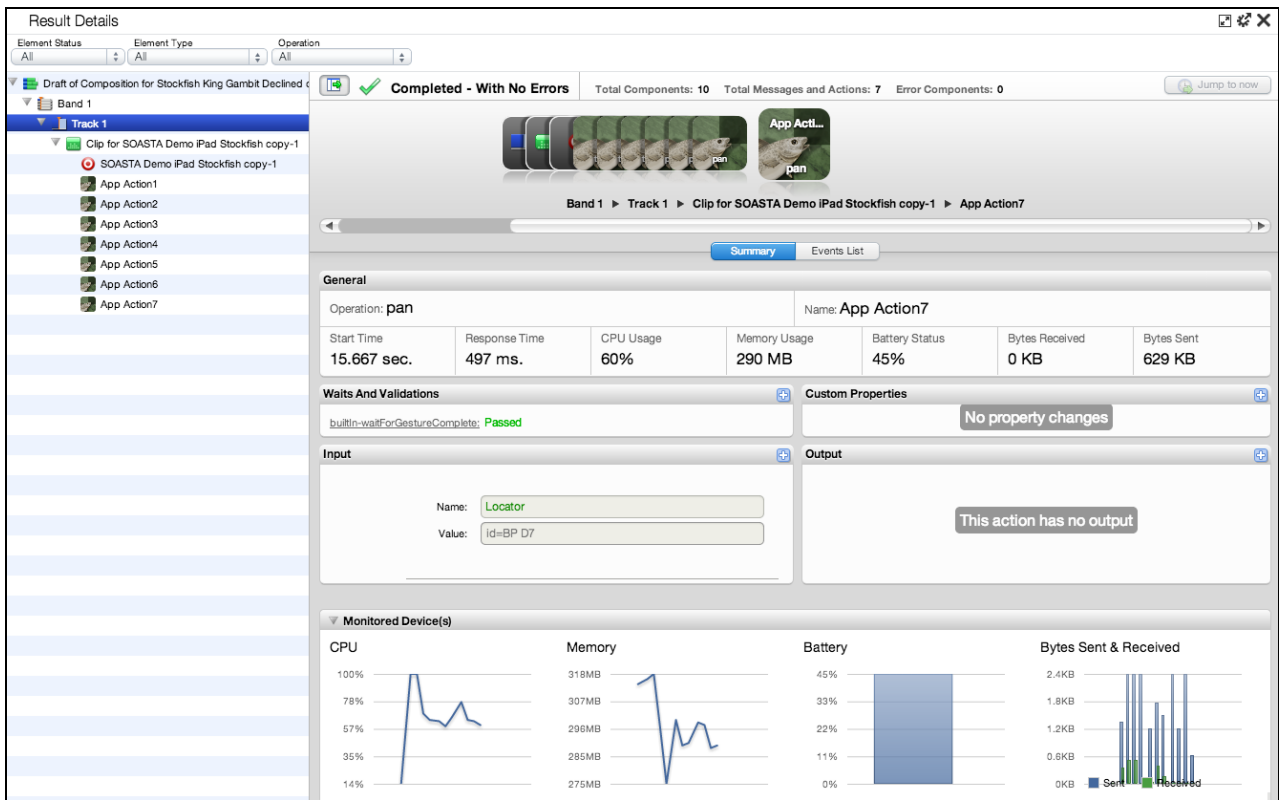 Result Details
Element Status Element Type Operation
All All All
Draft of Composition for Stockfish King Gambit Declined
Band 1
Track 1
Clip for SOASTA Demo iPad Stockfish copy-1
SOASTA Demo iPad Stockfish copy-1
App Action1
App Action2
App Action3
App Action4
App Action5
App Action6
App Action7
Completed - With No Errors Total Components: 10 Total Messages and Actions: 7 Error Components: 0 Jump to now
App Acti...
pan pan
Band 1 ▶ Track 1 ▶ Clip for SOASTA Demo iPad Stockfish copy-1 ▶ App Action7
Summary Events List
General
Operation: pan Name: App Action7
Start Time Response Time CPU Usage Memory Usage Battery Status Bytes Received Bytes Sent
15.667 sec. 497 ms. 60% 290 MB 45% 0 KB 629 KB
Waits And Validations Custom Properties
builtIn-waitForGestureComplete: Passed No property changes
Input Output
Name: Locator
Value: id=BP D7
This action has no output
Monitored Device(s)
CPU Memory Battery Bytes Sent & Received
100% 318MB 45% 2.4KB
78% 307MB 33% 1.8KB
57% 296MB 22% 1.2KB
35% 285MB 11% 0.6KB
14% 275MB 0% 0KB Sent Received